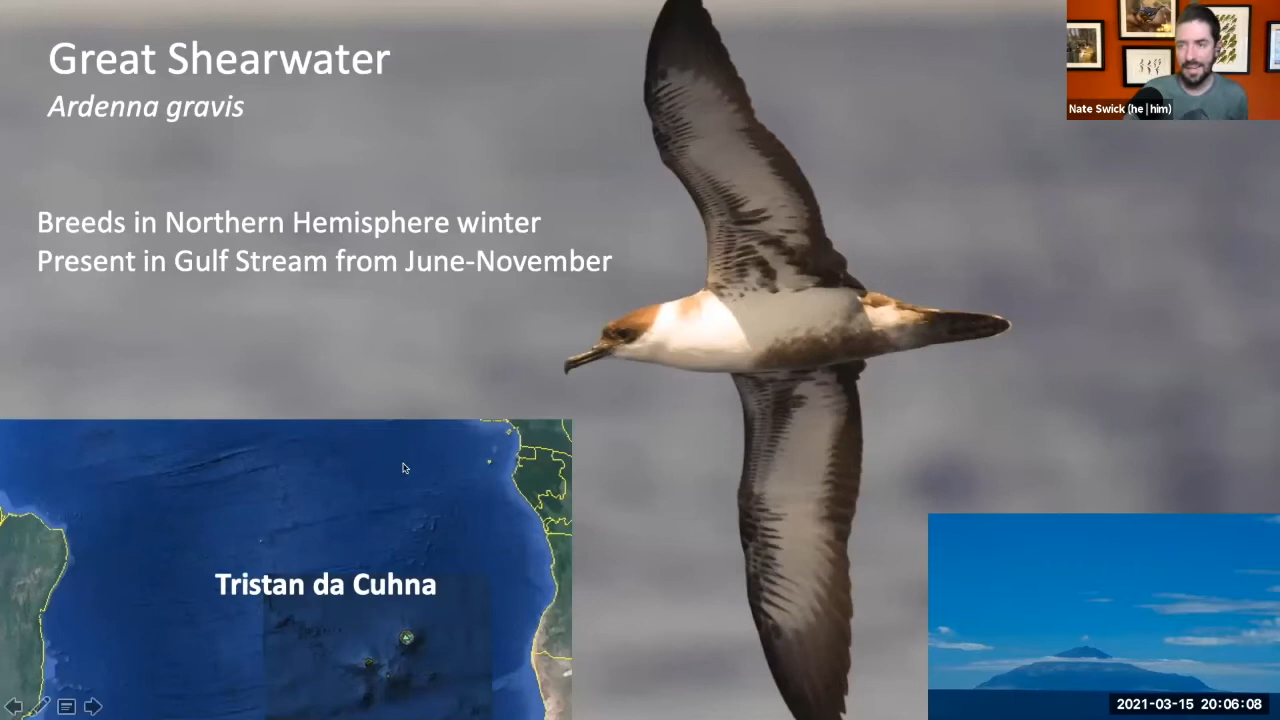 Great Shearwater
Ardenna gravis
Nate Swick (he|him)
Breeds in Northern Hemisphere winter
Present in Gulf Stream from June-November
Tristan da Cuhna
2021-03-15 20:06:08